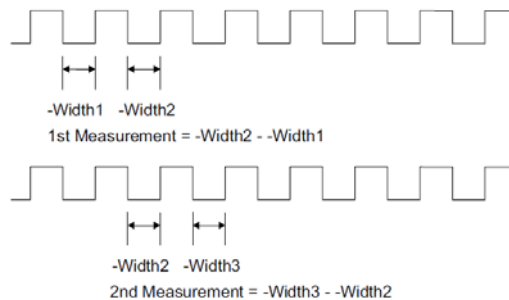 -Width1 -Width2
1st Measurement = -Width2 - -Width1
-Width2 -Width3
2nd Measurement = -Width3 - -Width2